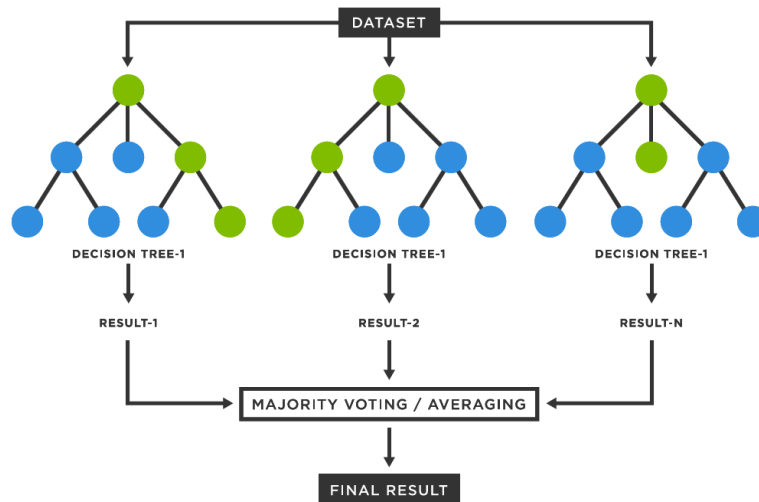 DATASET
DECISION TREE-1
DECISION TREE-1
DECISION TREE-1
RESULT-1
RESULT-2
RESULT-N
MAJORITY VOTING / AVERAGING
FINAL RESULT